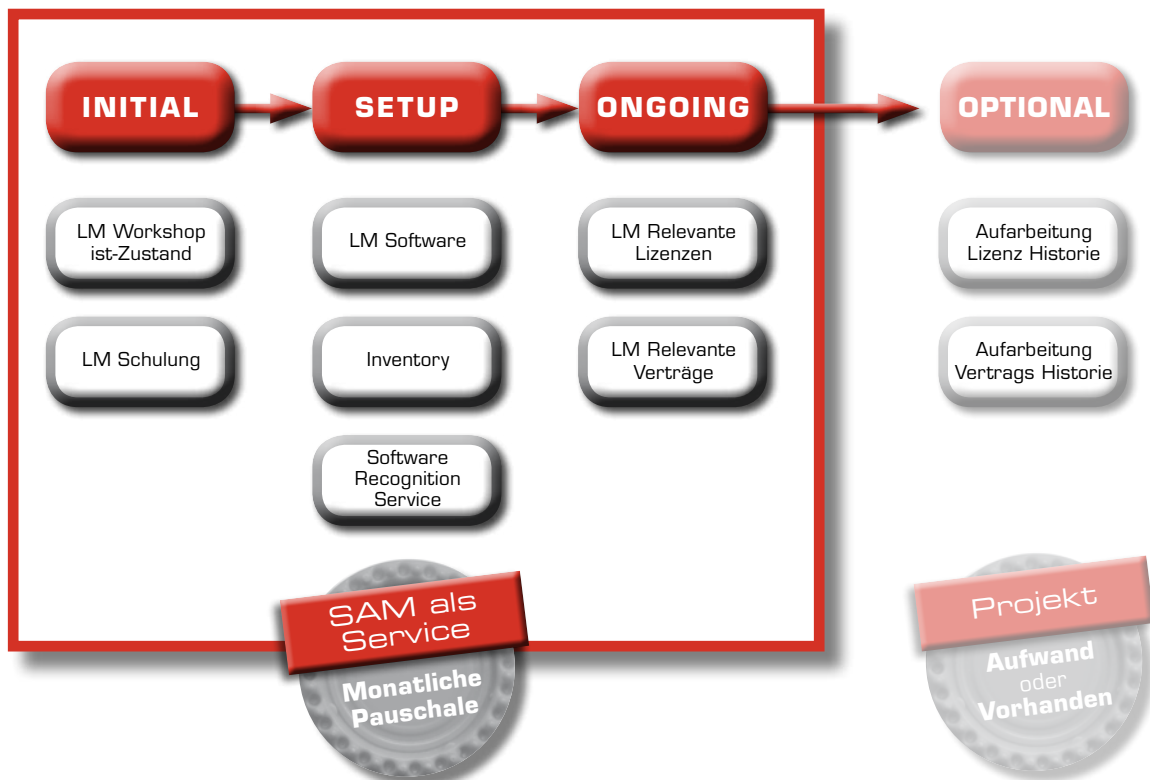 INITIAL
SETUP
ONGOING
OPTIONAL
LM Workshop
ist-Zustand
LM Software
LM Relevante
Lizenzen
Aufarbeitung
Lizenz Historie
LM Schulung
Inventory
LM Relevante
Verträge
Aufarbeitung
Vertrags Historie
Software
Recognition
Service
SAM als
Service
Monatliche
Pauschale
Projekt
Aufwand
oder
Vorhanden